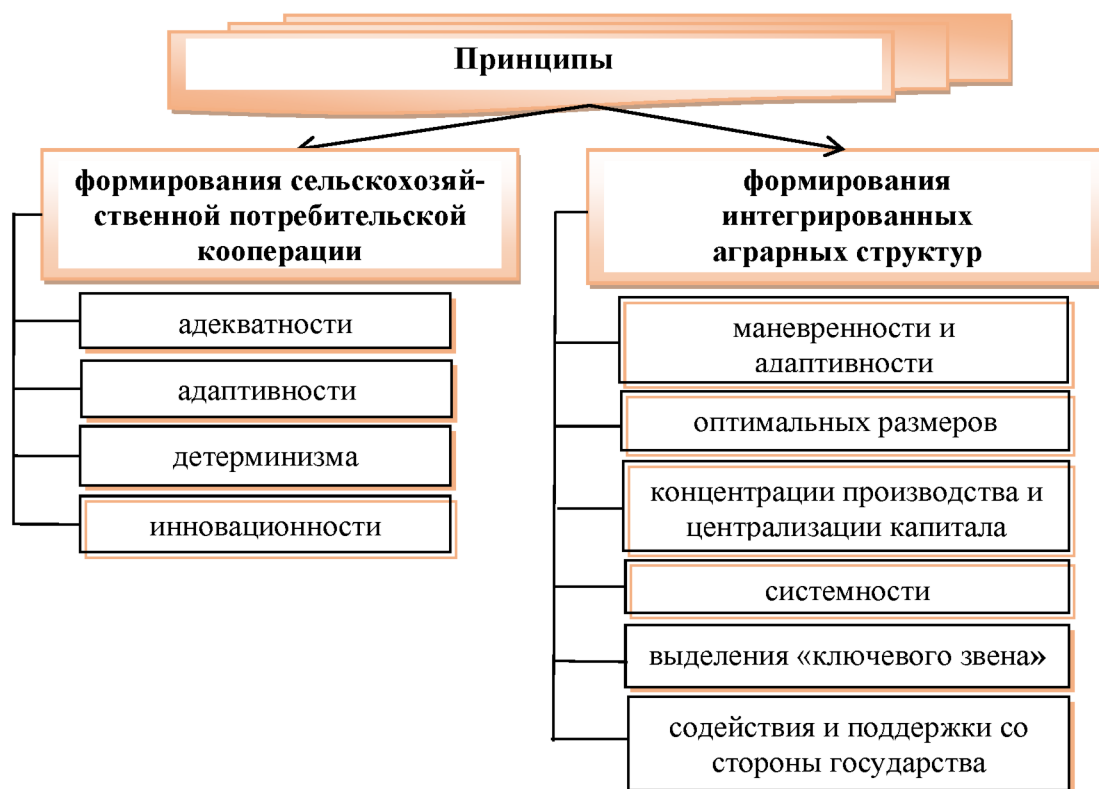 Принципы
формирования сельскохозяй-
ственной потребительской
кооперации
адекватности
адаптивности
детерминизма
инновационности
формирования
интегрированных
аграрных структур
маневренности и
адаптивности
оптимальных размеров
концентрации производства и
централизации капитала
системности
выделения «ключевого звена»
содействия и поддержки со
стороны государства